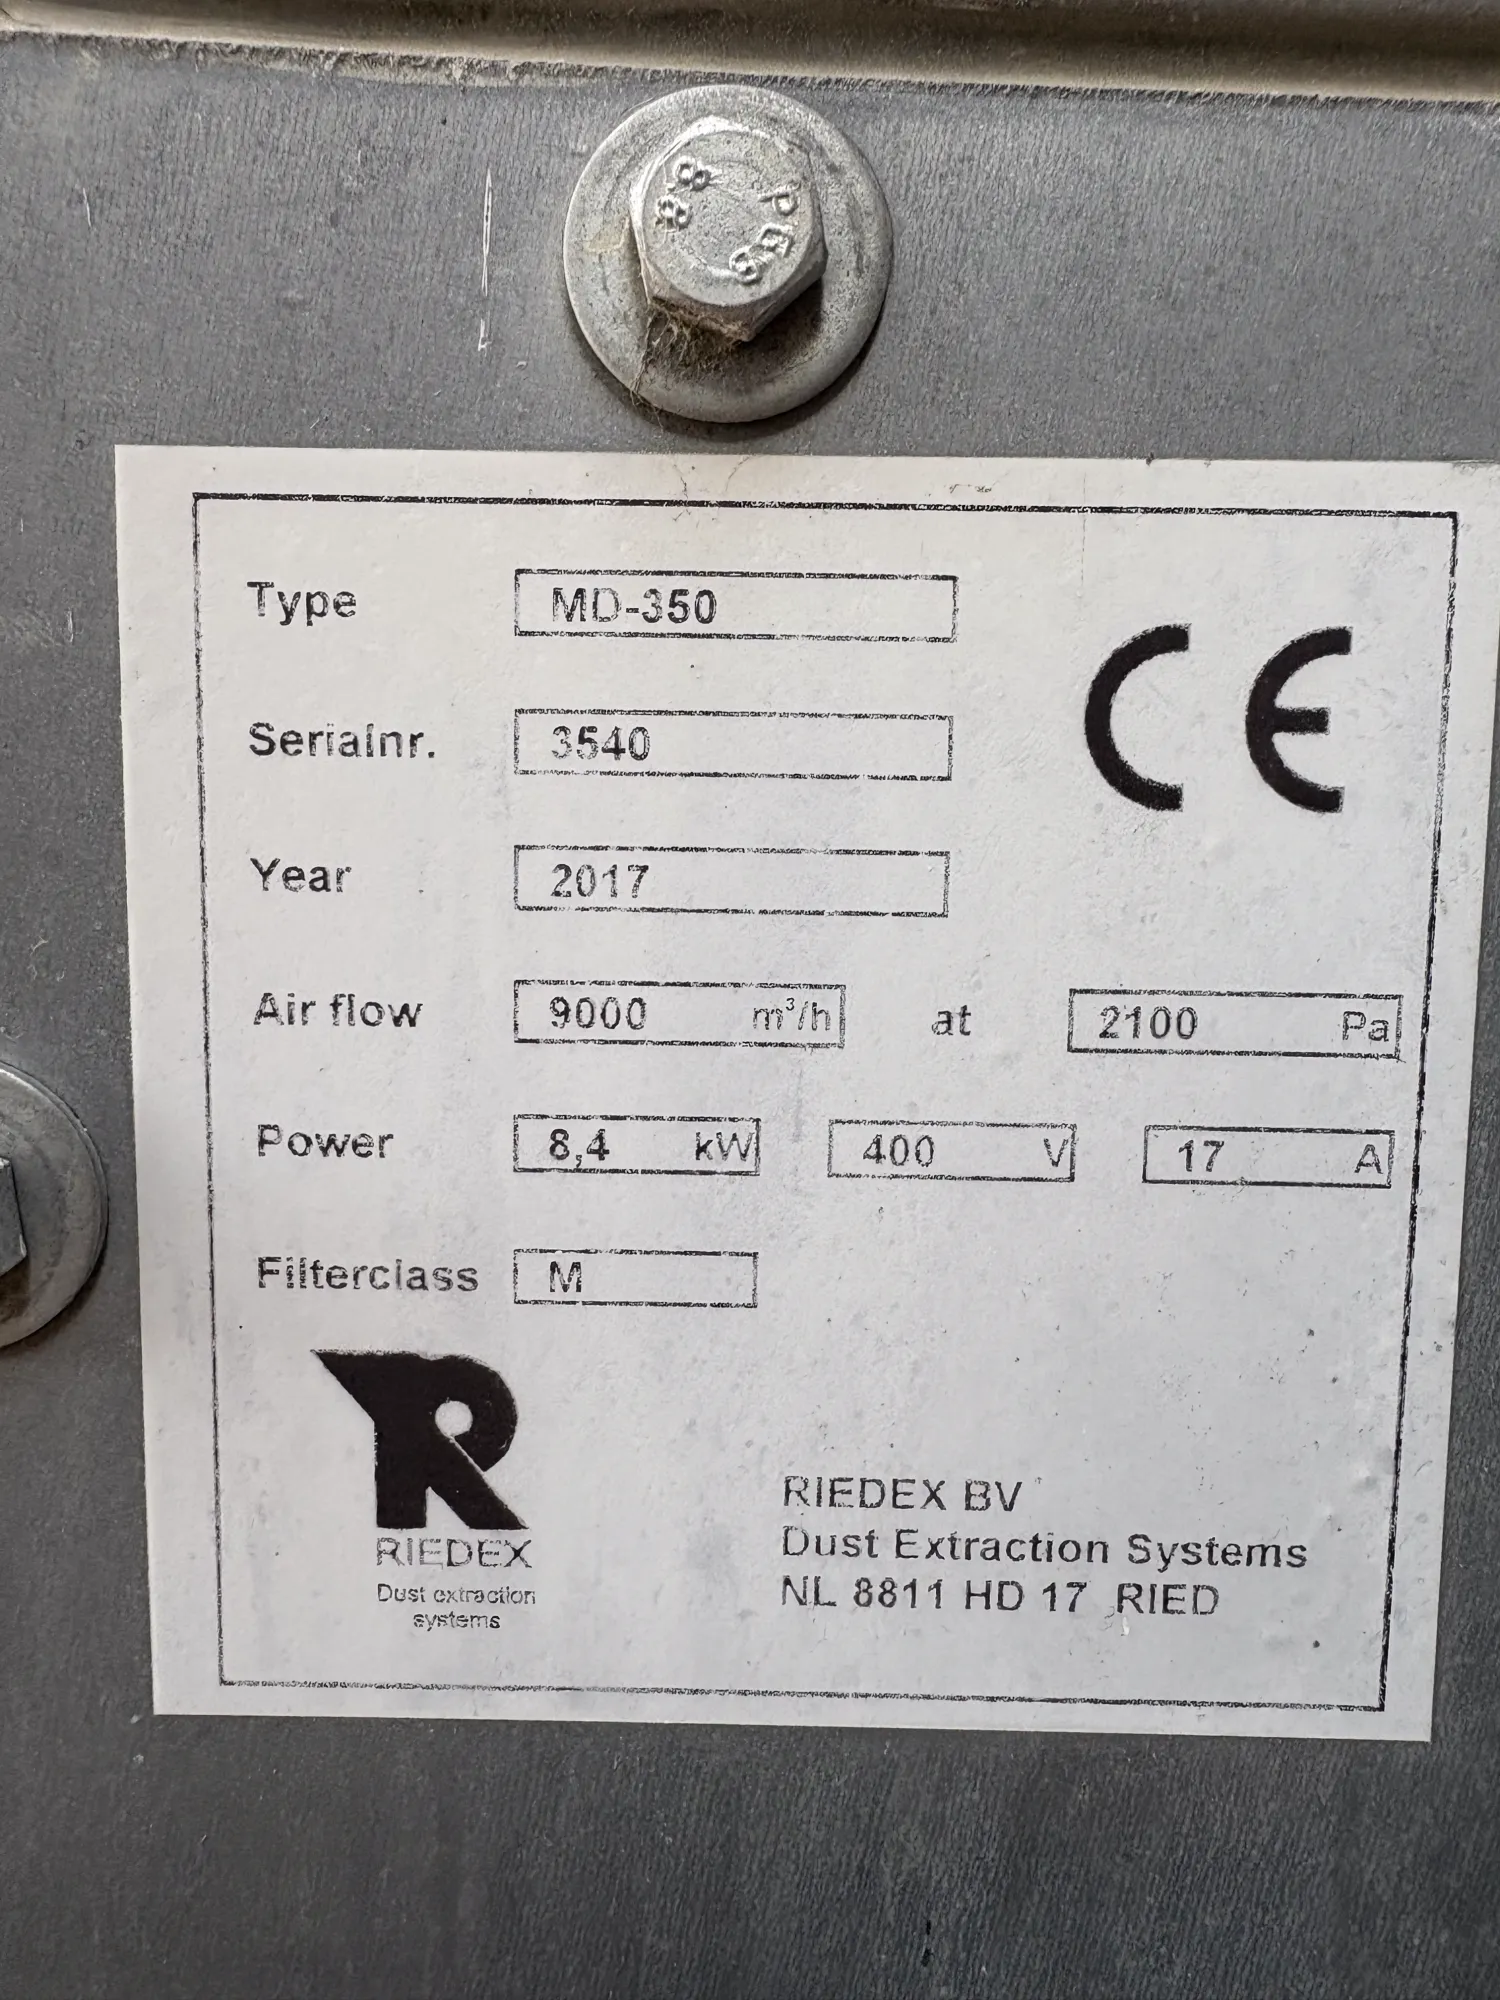 8.8
PGS
Type MD-350
Serialnr. 3540
Year 2017
Air flow 9000 m³/h at 2100 Pa
Power 8,4 kW 400 V 17 A
Filterclass M
CE
RIEDEX
Dust extraction
systems
RIEDEX BV
Dust Extraction Systems
NL 8811 HD 17 RIED